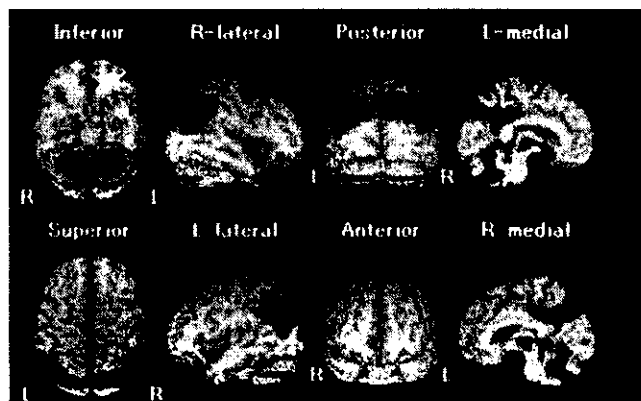 Inferior R-lateral Posterior L-medial
R L L R
Superior L lateral Anterior R medial
L R R L